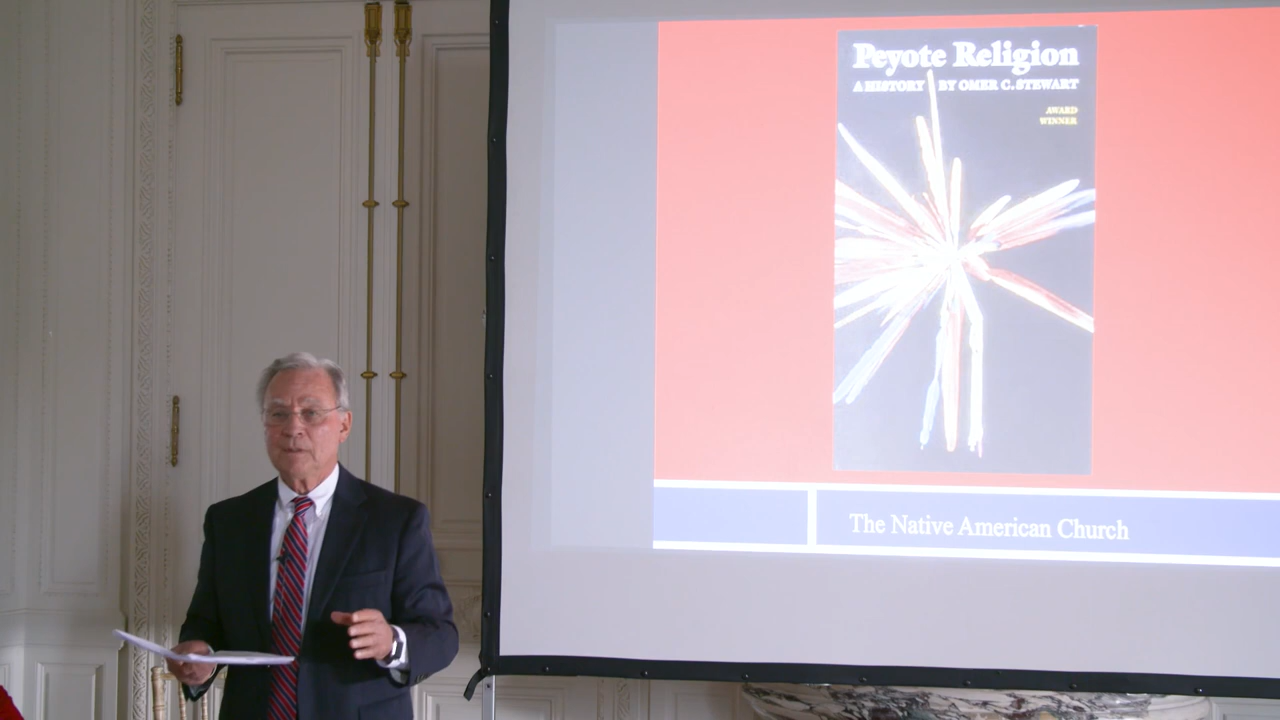 Peyote Religion
A HISTORY BY OMER C. STEWART
AWARD
WINNER
The Native American Church